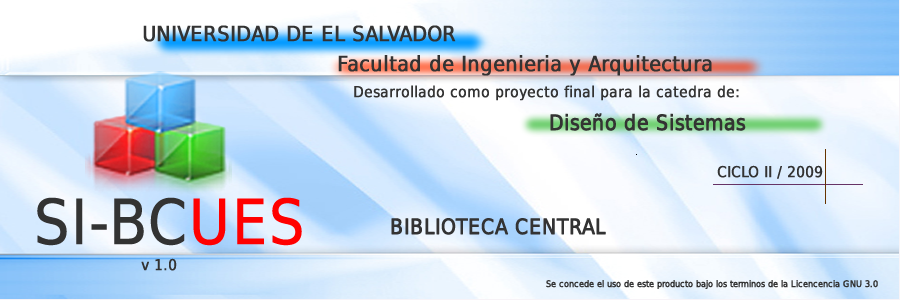 UNIVERSIDAD DE EL SALVADOR
Facultad de Ingenieria y Arquitectura
Desarrollado como proyecto final para la catedra de:
Diseño de Sistemas
CICLO II / 2009
SI-BCUES
BIBLIOTECA CENTRAL
v 1.0
Se concede el uso de este producto bajo los terminos de la Licencencia GNU 3.0